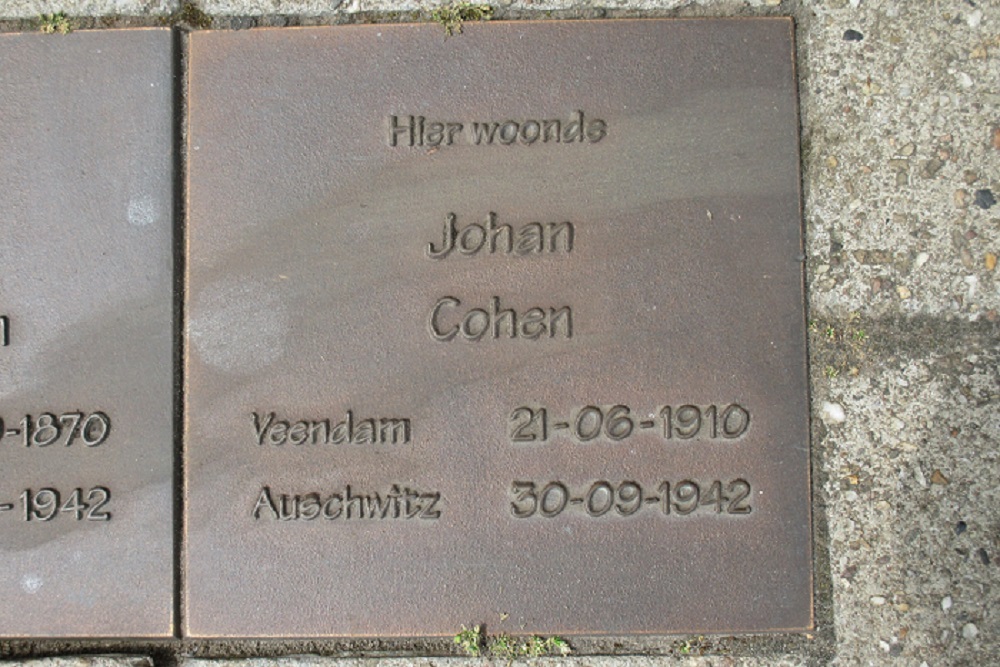 Hier woonde
Johan
Cohen
Veendam 21-06-1910
Auschwitz 30-09-1942
-1870
-1942